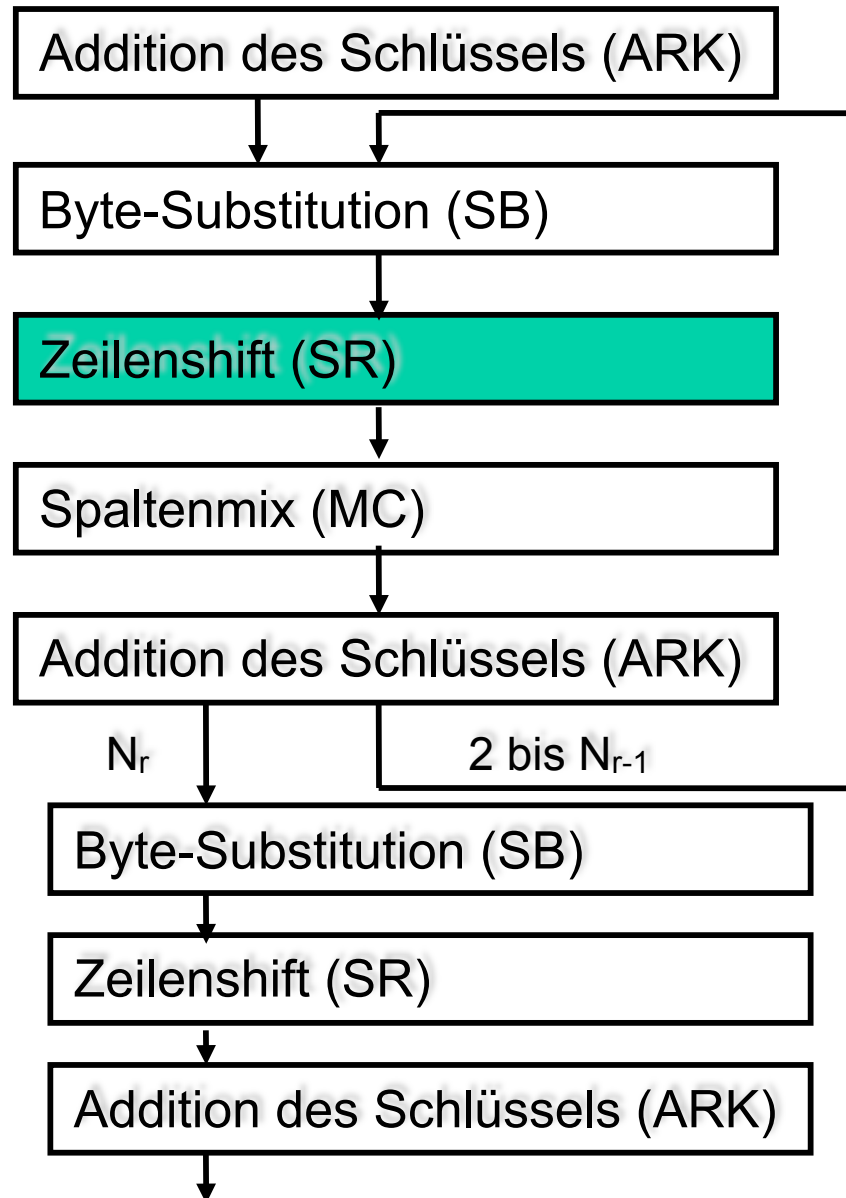 Addition des Schlüssels (ARK)
Byte-Substitution (SB)
Zeilenshift (SR)
Spaltenmix (MC)
Addition des Schlüssels (ARK)
Nr 2 bis Nr-1
Byte-Substitution (SB)
Zeilenshift (SR)
Addition des Schlüssels (ARK)